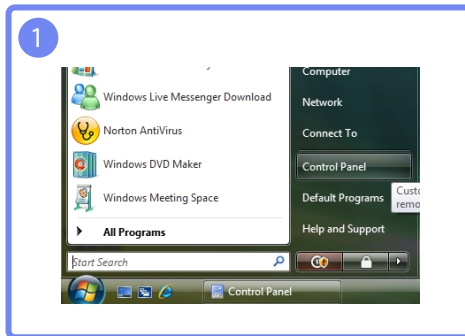 1
Computer
Windows Live Messenger Download
Network
Norton AntiVirus
Connect To
Windows DVD Maker
Control Panel
Windows Meeting Space
Default Programs
Help and Support
All Programs
Start Search
Control Panel